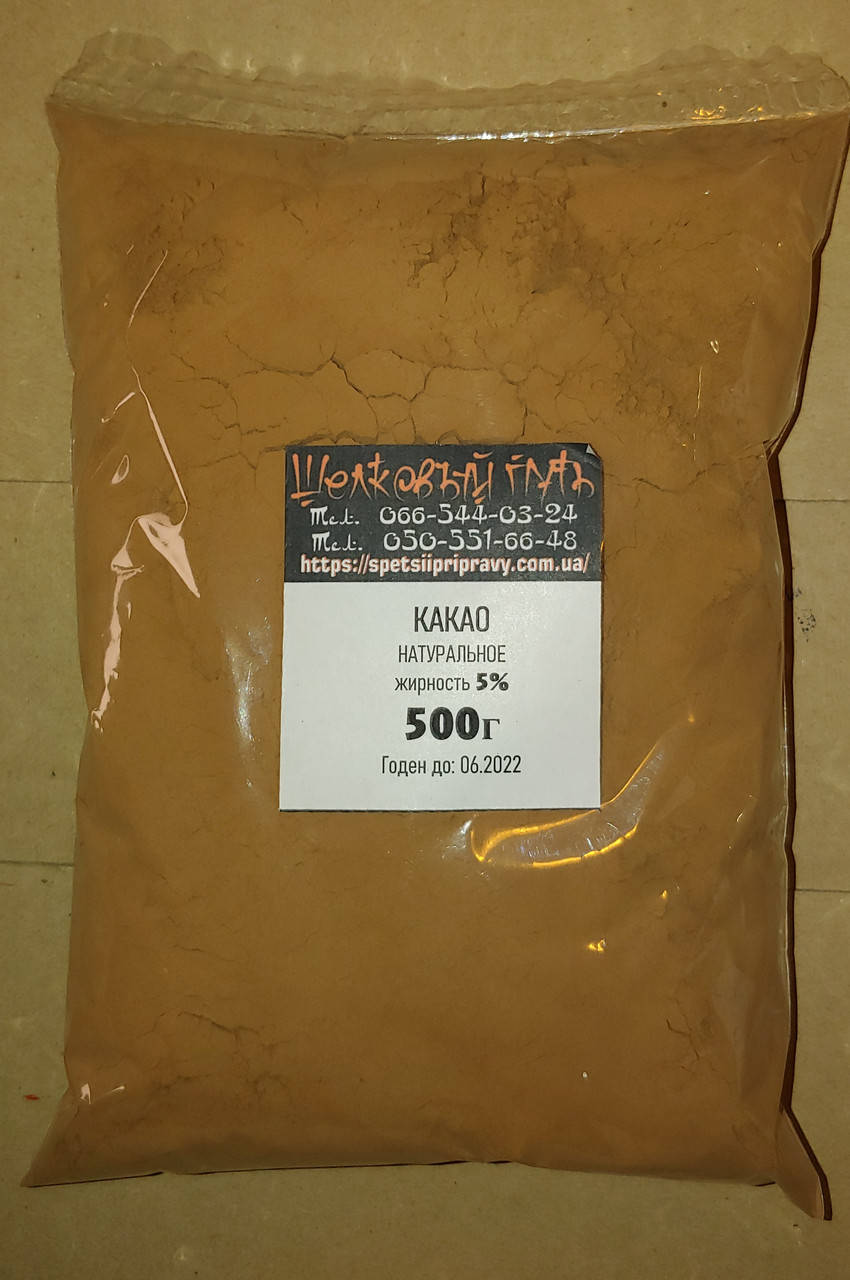 Шелковый путь
Тел. 066-544-03-24
Тел. 050-551-66-48
https://spetsiipripravy.com.ua/
КАКАО
НАТУРАЛЬНОЕ
жирность 5%
500г
Годен до: 06.2022